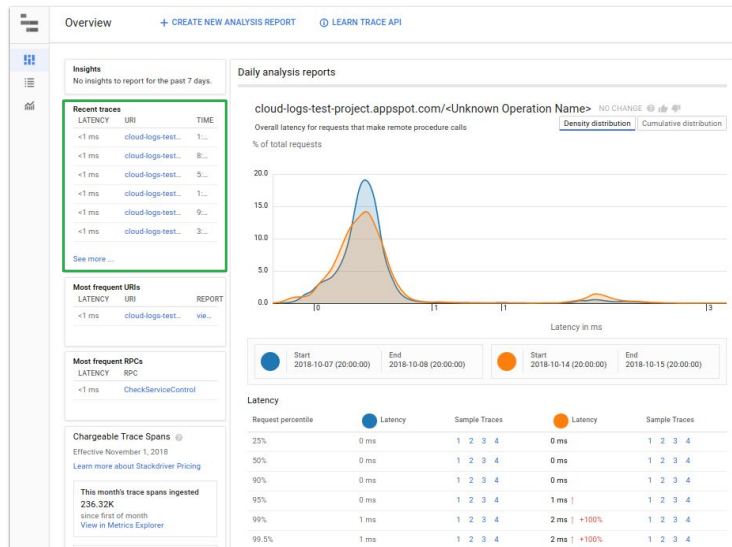 Overview
+ CREATE NEW ANALYSIS REPORT
LEARN TRACE API
Insights
No insights to report for the past 7 days.
Recent traces
LATENCY URI TIME
<1 ms cloud-logs-test... 1:...
<1 ms cloud-logs-test... 8:...
<1 ms cloud-logs-test... 5:...
<1 ms cloud-logs-test... 1:...
<1 ms cloud-logs-test... 9:...
<1 ms cloud-logs-test... 3:...
See more ...
Most frequent URIs
LATENCY URI REPORT
<1 ms cloud-logs-test... vie...
Most frequent RPCs
LATENCY RPC
<1 ms CheckServiceControl
Chargeable Trace Spans
Effective November 1, 2018
Learn more about Stackdriver Pricing
This month's trace spans ingested
236.32K
since first of month
View in Metrics Explorer
Daily analysis reports
cloud-logs-test-project.appspot.com/<Unknown Operation Name> NO CHANGE
Overall latency for requests that make remote procedure calls
Density distribution Cumulative distribution
% of total requests
20.0
15.0
10.0
5.0
0.0
|0 |1 |1 |3
Latency in ms
Start End
2018-10-07 (20:00:00) 2018-10-08 (20:00:00)
Start End
2018-10-14 (20:00:00) 2018-10-15 (20:00:00)
Latency
Request percentile Latency Sample Traces Latency Sample Traces
25% 0 ms 1 2 3 4 0 ms 1 2 3 4
50% 0 ms 1 2 3 4 0 ms 1 2 3 4
90% 0 ms 1 2 3 4 0 ms 1 2 3 4
95% 0 ms 1 2 3 4 1 ms ↑ 1 2 3 4
99% 1 ms 1 2 3 4 2 ms ↑ +100% 1 2 3 4
99.5% 1 ms 1 2 3 4 2 ms ↑ +100% 1 2 3 4